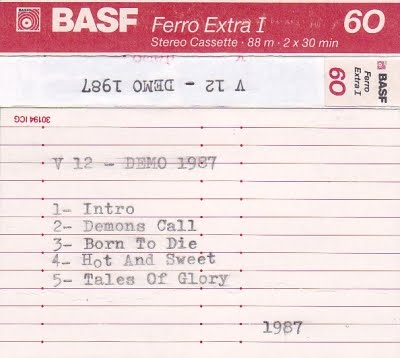 BASF Ferro Extra I 60
Stereo Cassette · 88 m · 2 x 30 min
V 12 - DEMO 1987
60 Ferro Extra I BASF
30194 ICG
V 12 - DEMO 1987
1- Intro
2- Demons Call
3- Born To Die
4- Hot And Sweet
5- Tales Of Glory
1987